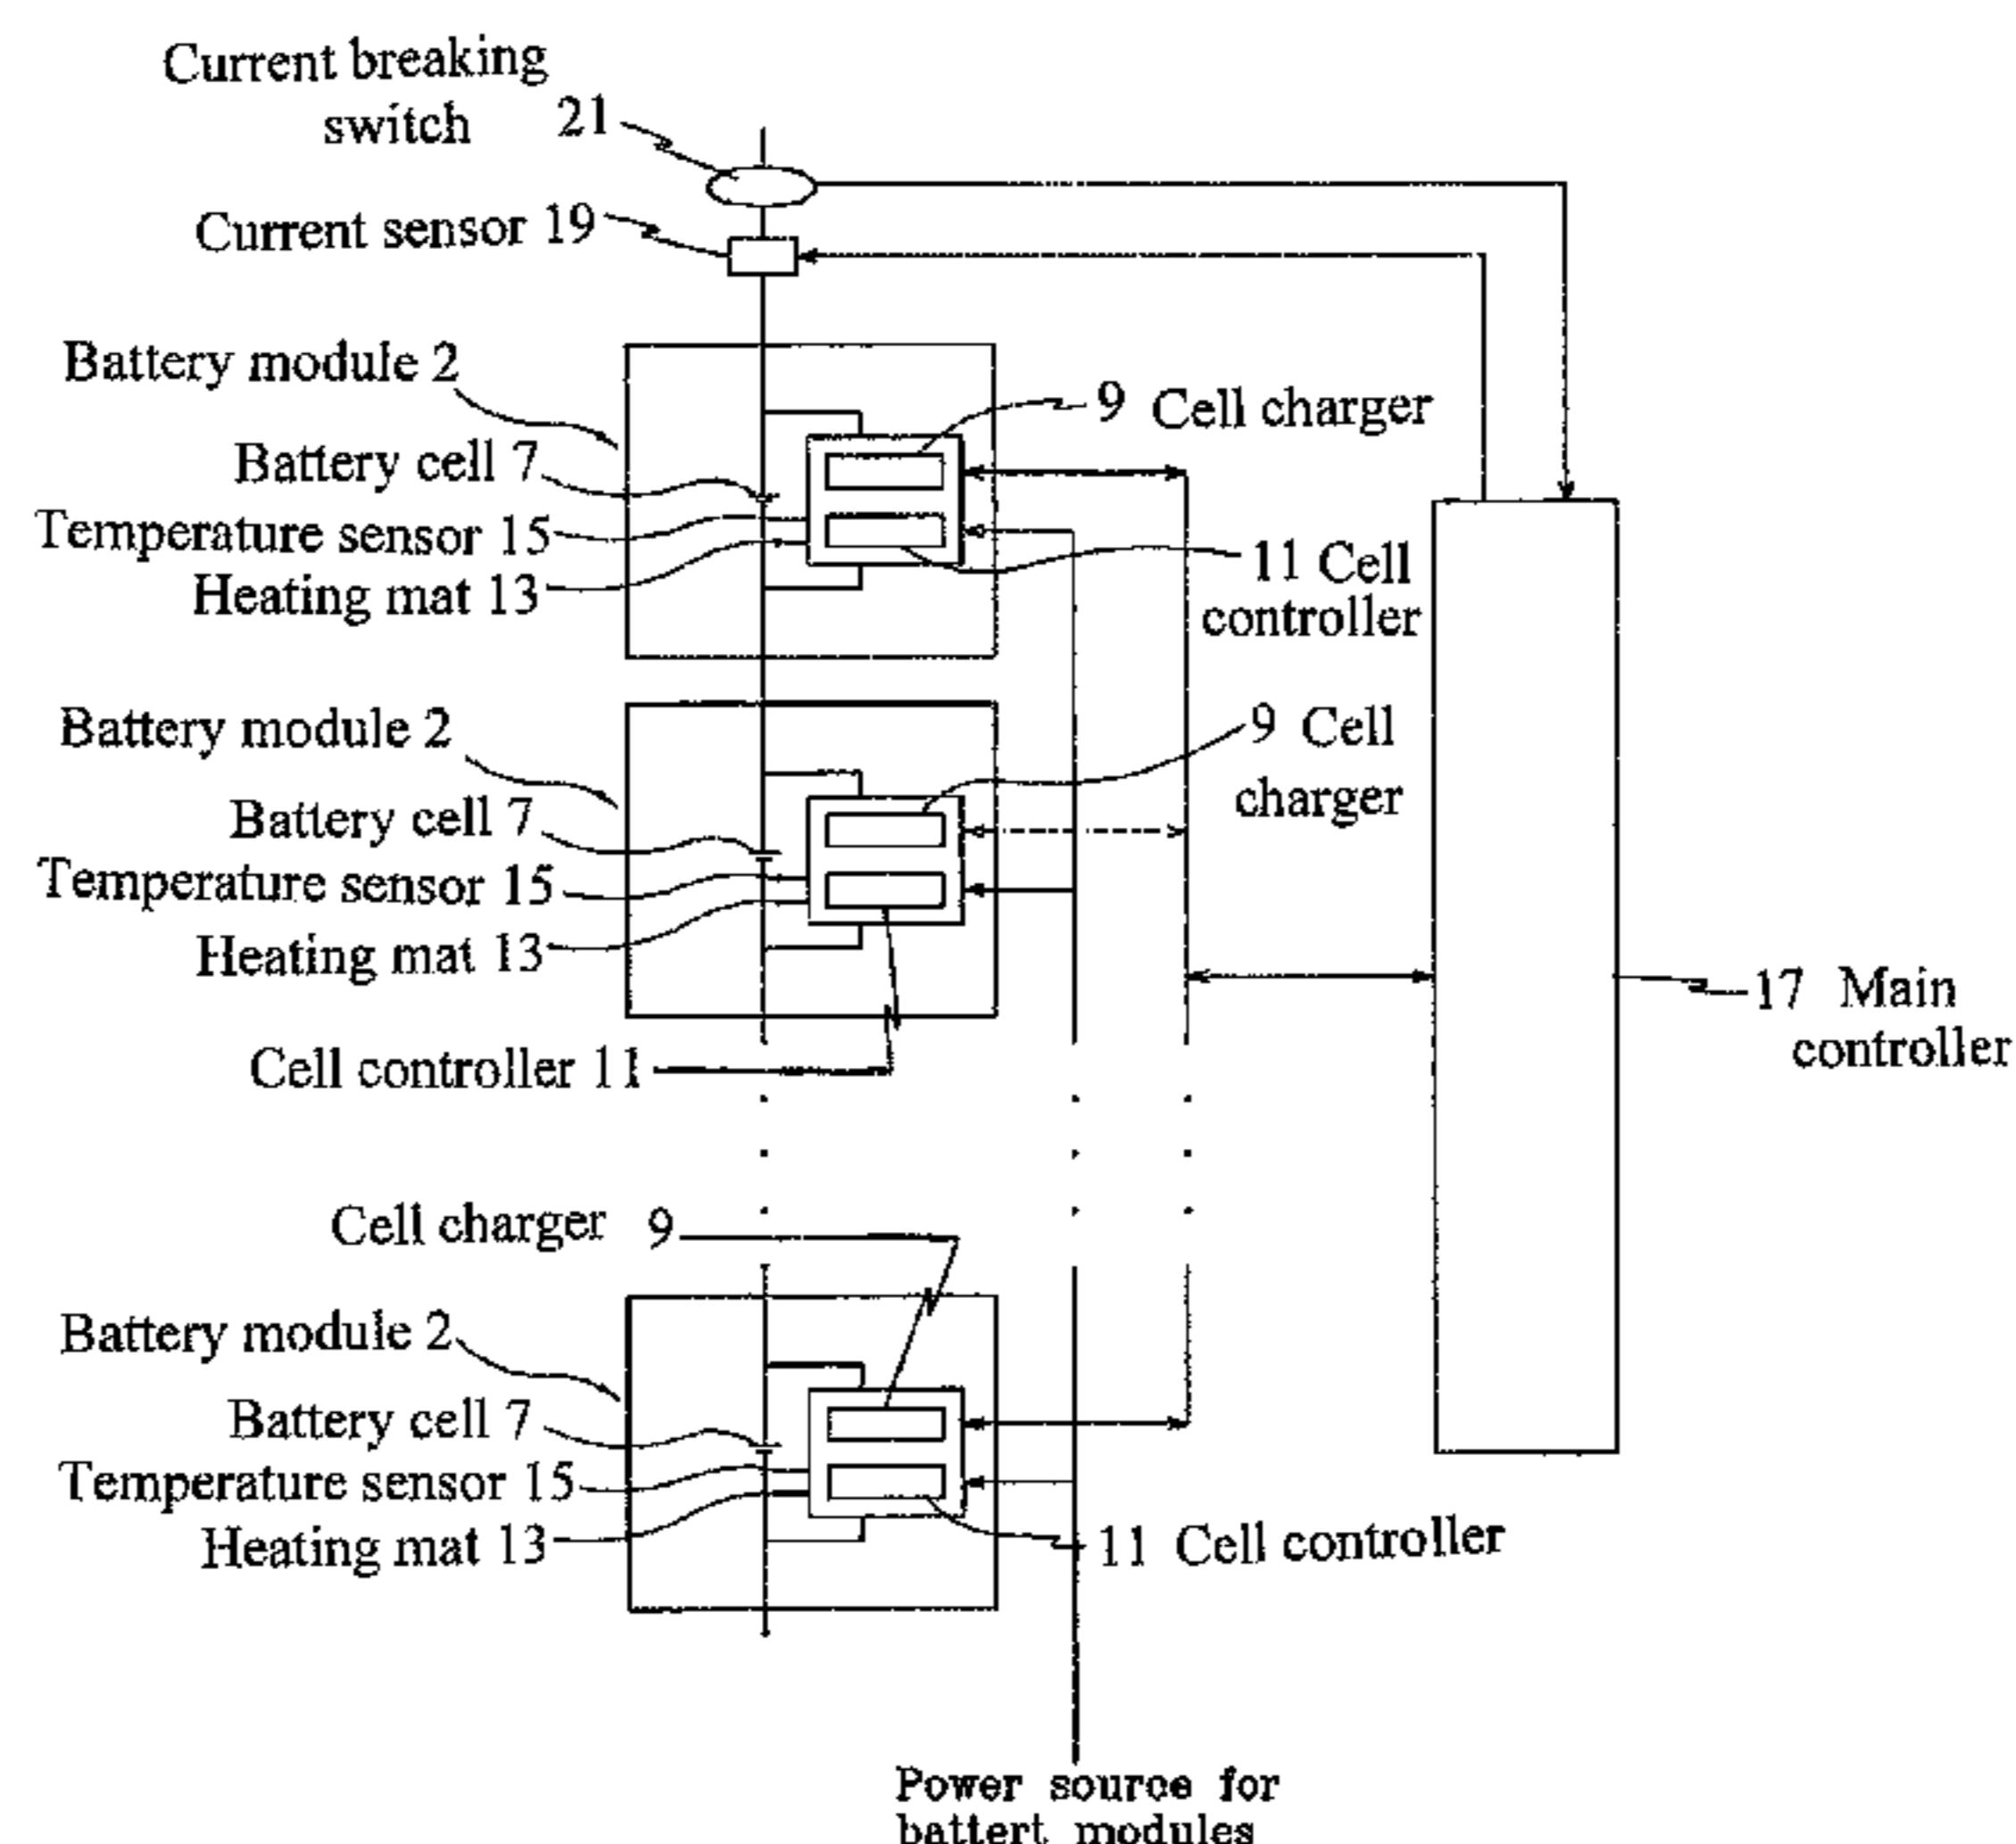 Current breaking
switch 21
Current sensor 19
Battery module 2
9 Cell charger
Battery cell 7
Temperature sensor 15
11 Cell
controller
Heating mat 13
Battery module 2
9 Cell
charger
Battery cell 7
Temperature sensor 15
Heating mat 13
17 Main
controller
Cell controller 11
Cell charger 9
Battery module 2
Battery cell 7
Temperature sensor 15
Heating mat 13
11 Cell controller
Power source for
battert modules